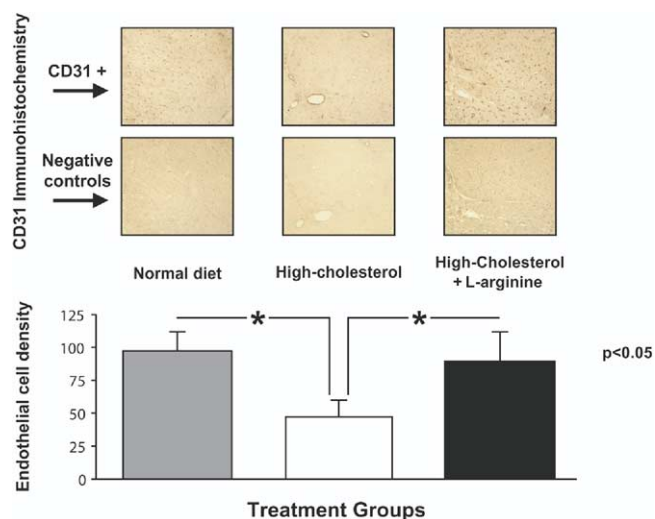 CD31 Immunohistochemistry
CD31 +
Negative
controls
Normal diet
High-cholesterol
High-Cholesterol
+ L-arginine
Endothelial cell density
125
100
75
50
25
0
*
*
p<0.05
Treatment Groups